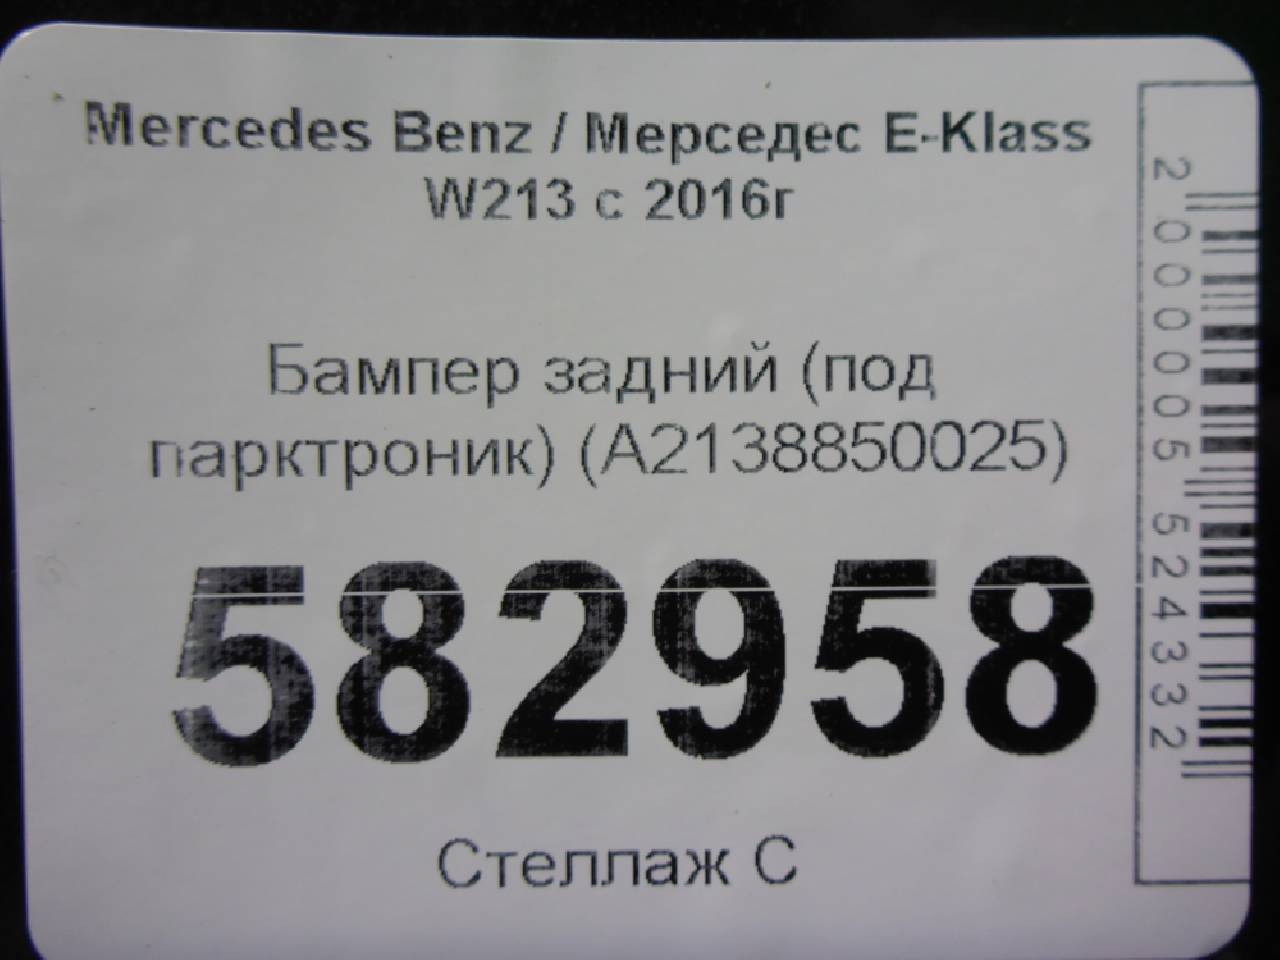 Mercedes Benz / Мерседес E-Klass
W213 с 2016г
Бампер задний (под
парктроник) (A2138850025)
582958
Стеллаж С
2000005524332